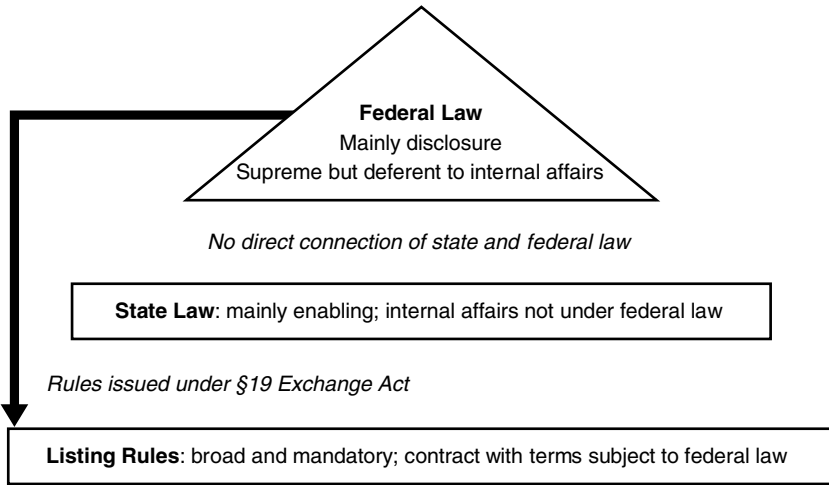 Federal Law
Mainly disclosure
Supreme but deferent to internal affairs
No direct connection of state and federal law
State Law: mainly enabling; internal affairs not under federal law
Rules issued under §19 Exchange Act
Listing Rules: broad and mandatory; contract with terms subject to federal law